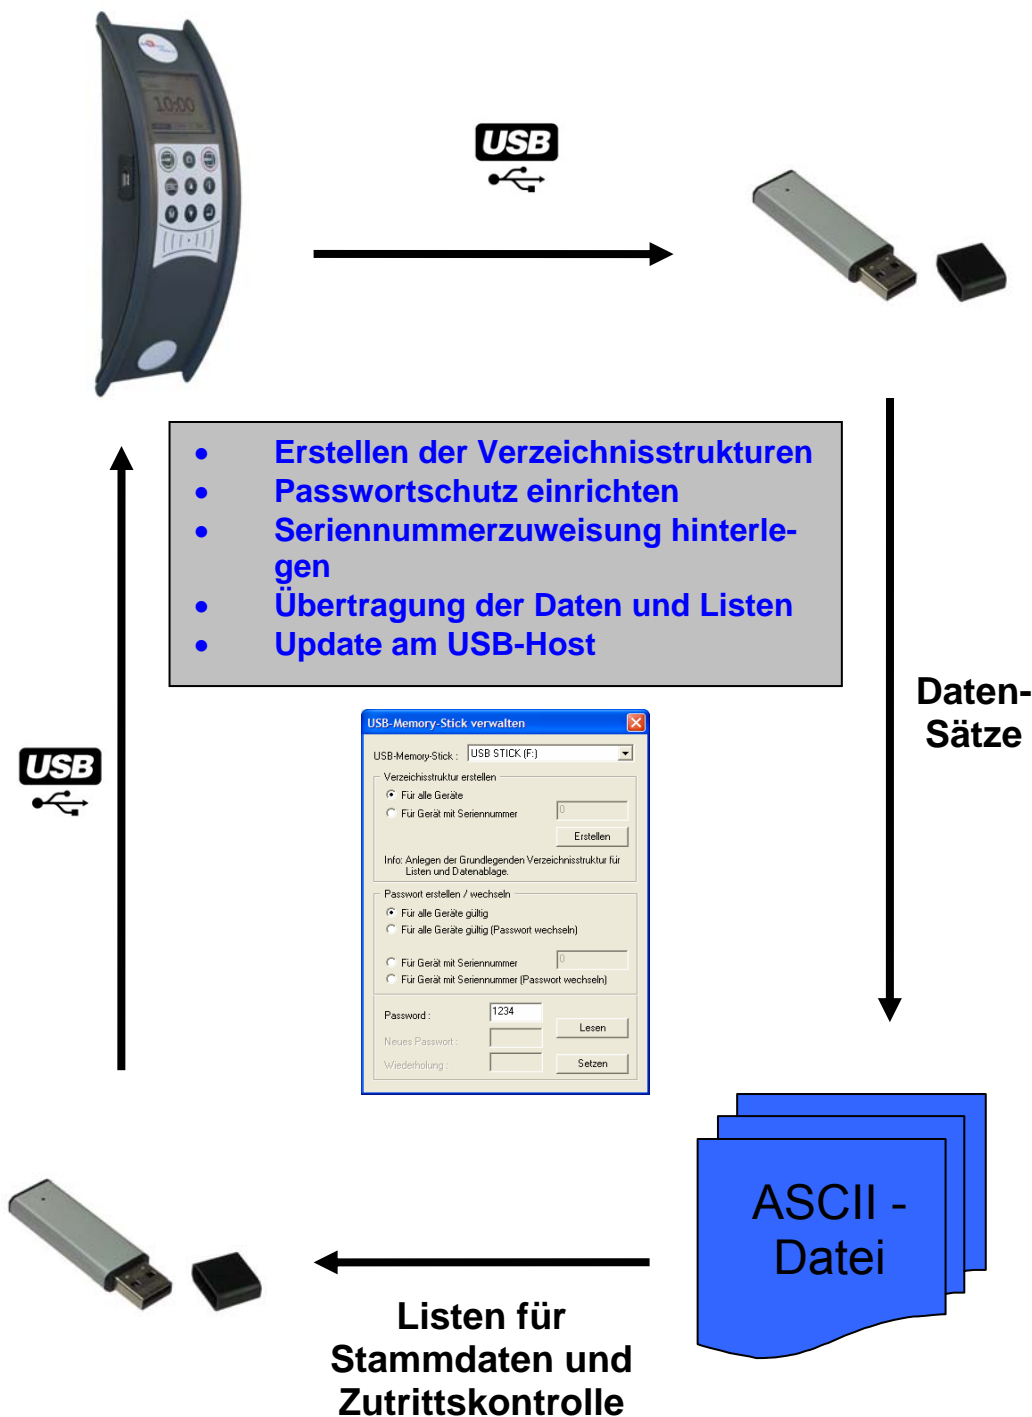 10:00
USB
• Erstellen der Verzeichnisstrukturen
• Passwortschutz einrichten
• Seriennummerzuweisung hinterle-
gen
• Übertragung der Daten und Listen
• Update am USB-Host
Daten-
Sätze
USB
USB-Memory-Stick verwalten
USB-Memory-Stick : USB STICK (F:)
Verzeichisstruktur erstellen
Für alle Geräte
Für Gerät mit Seriennummer 0
Erstellen
Info: Anlegen der Grundlegenden Verzeichnisstruktur für
Listen und Datenablage.
Passwort erstellen / wechseln
Für alle Geräte gültig
Für alle Geräte gültig (Passwort wechseln)
Für Gerät mit Seriennummer 0
Für Gerät mit Seriennummer (Passwort wechseln)
Password : 1234
Lesen
Neues Passwort :
Wiederholung :
Setzen
ASCII -
Datei
Listen für
Stammdaten und
Zutrittskontrolle